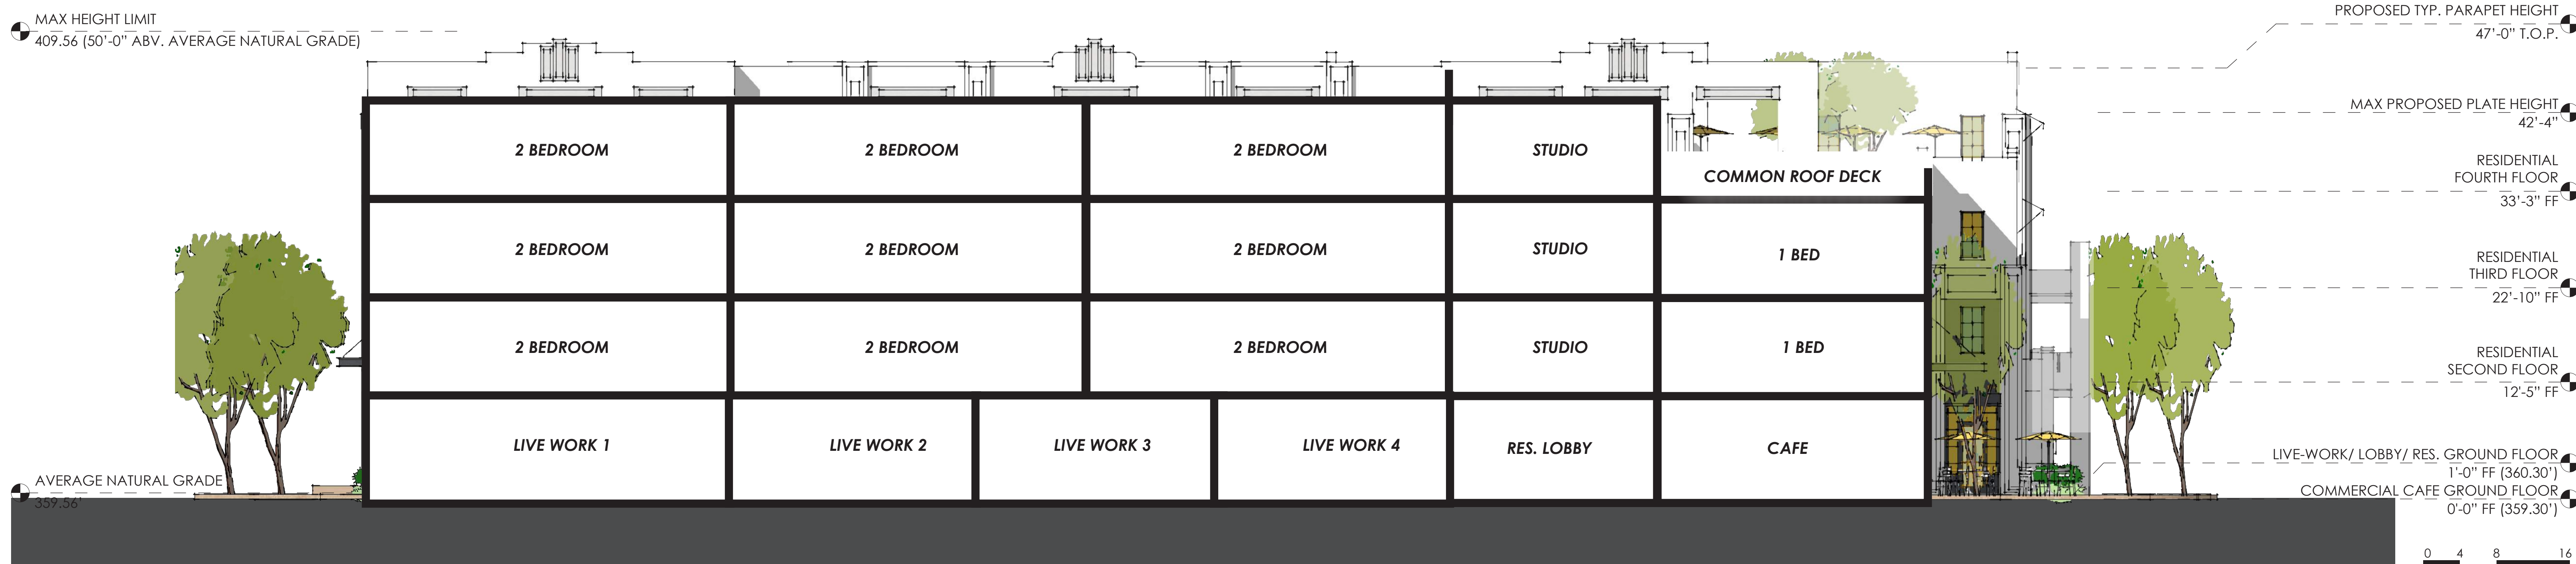 MAX HEIGHT LIMIT
409.56 (50'-0" ABV. AVERAGE NATURAL GRADE)
PROPOSED TYP. PARAPET HEIGHT
47'-0" T.O.P.
MAX PROPOSED PLATE HEIGHT
42'-4"
2 BEDROOM 2 BEDROOM 2 BEDROOM STUDIO
COMMON ROOF DECK
RESIDENTIAL
FOURTH FLOOR
33'-3" FF
2 BEDROOM 2 BEDROOM 2 BEDROOM STUDIO 1 BED
RESIDENTIAL
THIRD FLOOR
22'-10" FF
2 BEDROOM 2 BEDROOM 2 BEDROOM STUDIO 1 BED
RESIDENTIAL
SECOND FLOOR
12'-5" FF
LIVE WORK 1 LIVE WORK 2 LIVE WORK 3 LIVE WORK 4 RES. LOBBY CAFE
AVERAGE NATURAL GRADE
359.56'
LIVE-WORK/ LOBBY/ RES. GROUND FLOOR
1'-0" FF (360.30')
COMMERCIAL CAFE GROUND FLOOR
0'-0" FF (359.30')
0 4 8 16